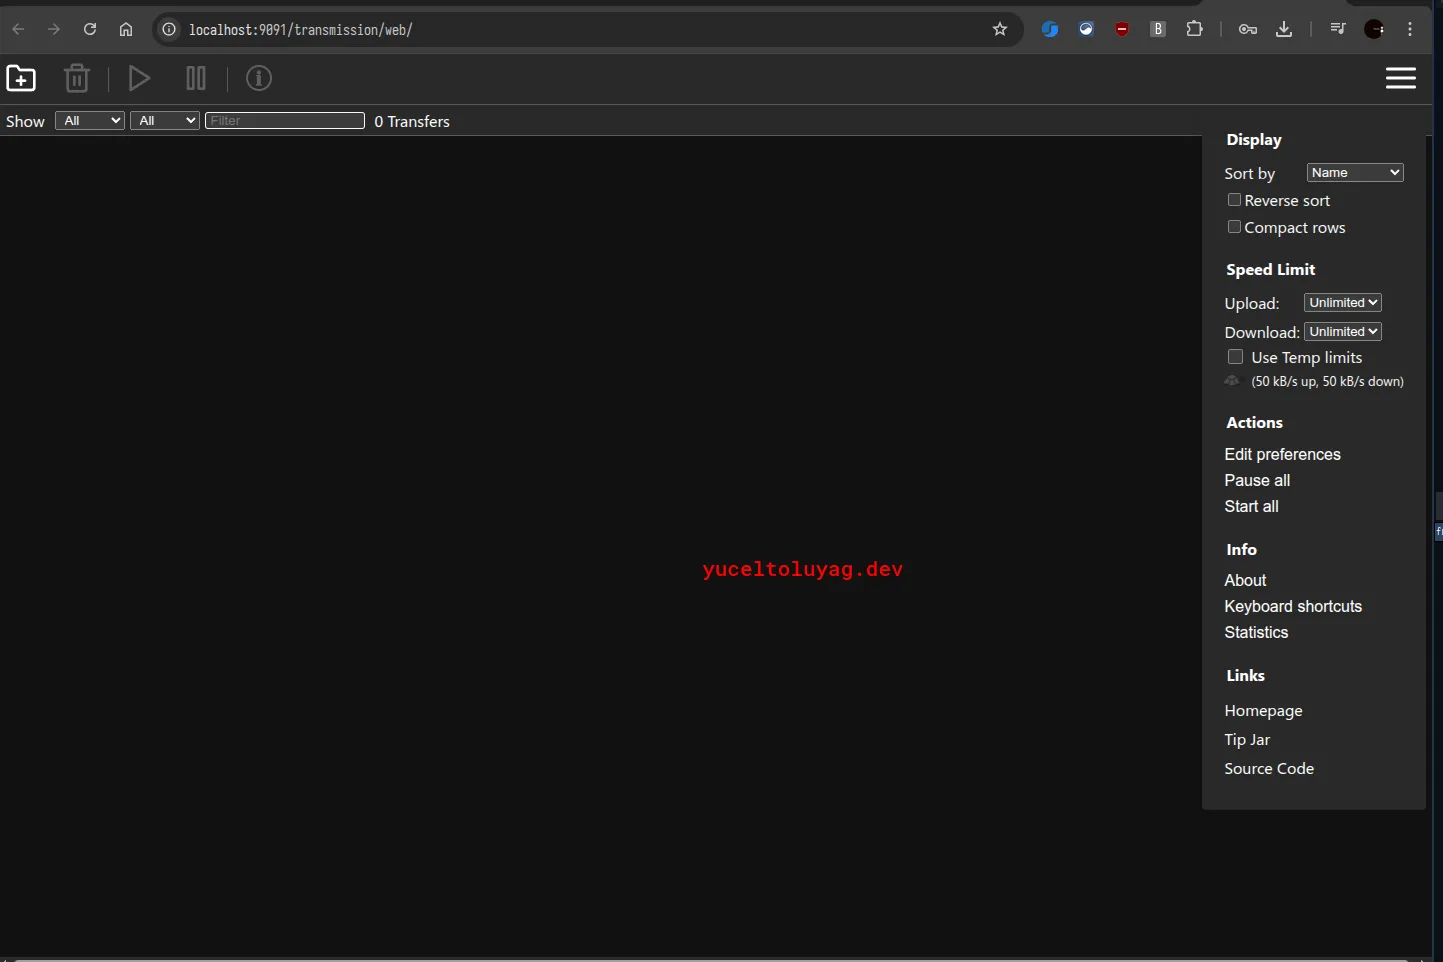 localhost:9091/transmission/web/
B
Show All All Filter 0 Transfers
Display
Sort by Name
Reverse sort
Compact rows
Speed Limit
Upload: Unlimited
Download: Unlimited
Use Temp limits
(50 kB/s up, 50 kB/s down)
Actions
Edit preferences
Pause all
Start all
yuceltoluyag.dev
Info
About
Keyboard shortcuts
Statistics
Links
Homepage
Tip Jar
Source Code